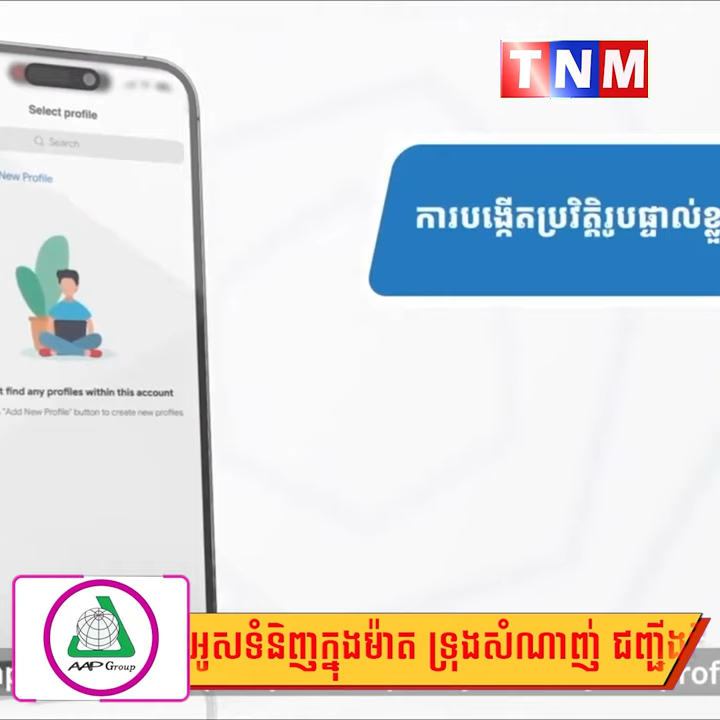 TNM
Select profile
Search
New Profile
ការបង្កើតប្រវិត្តិរូបផ្ទាល់ខ្លួ
find any profiles within this account
"Add New Profile" button to create new profiles
AAP Group
អូសទំនិញក្នុងម៉ាត ទ្រុងសំណាញ់ ជញ្ជីង